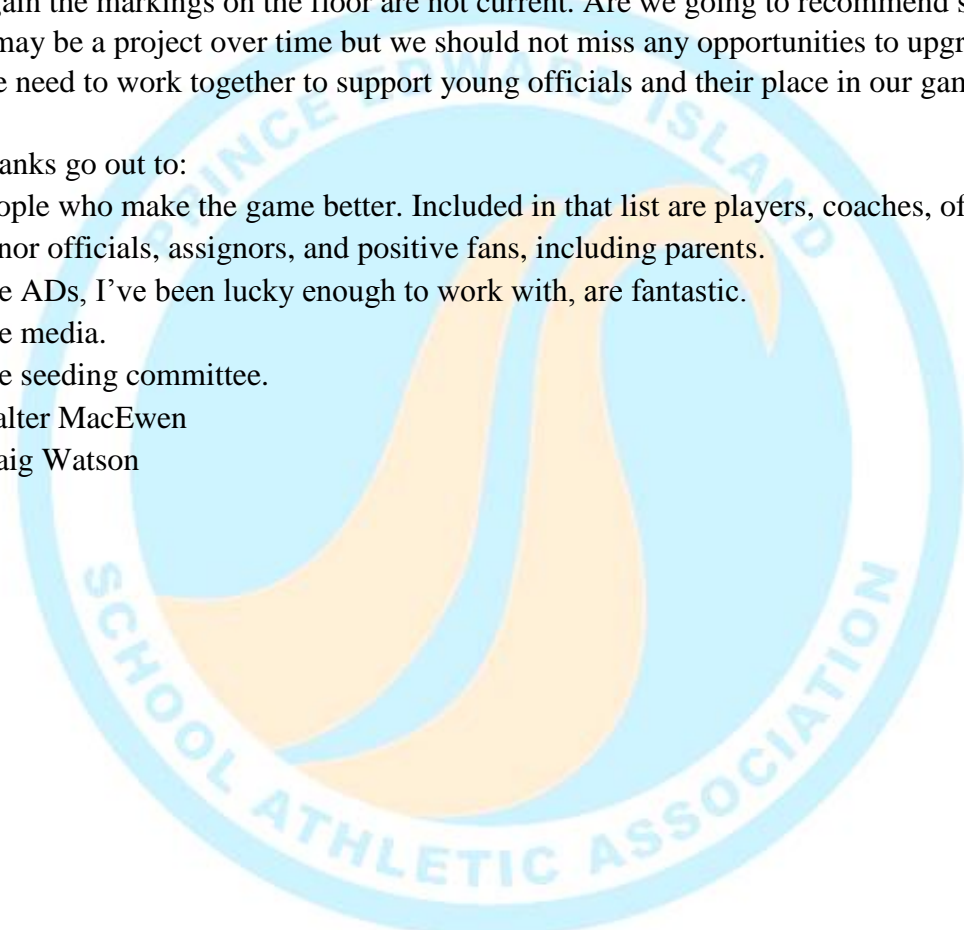 gain the markings on the floor are not current. Are we going to recommend s
may be a project over time but we should not miss any opportunities to upgr
e need to work together to support young officials and their place in our gam
anks go out to:
ople who make the game better. Included in that list are players, coaches, of
nor officials, assignors, and positive fans, including parents.
e ADs, I’ve been lucky enough to work with, are fantastic.
e media.
e seeding committee.
alter MacEwen
aig Watson
PRINCE EDWARD ISLAND
SCHOOL ATHLETIC ASSOCIATION